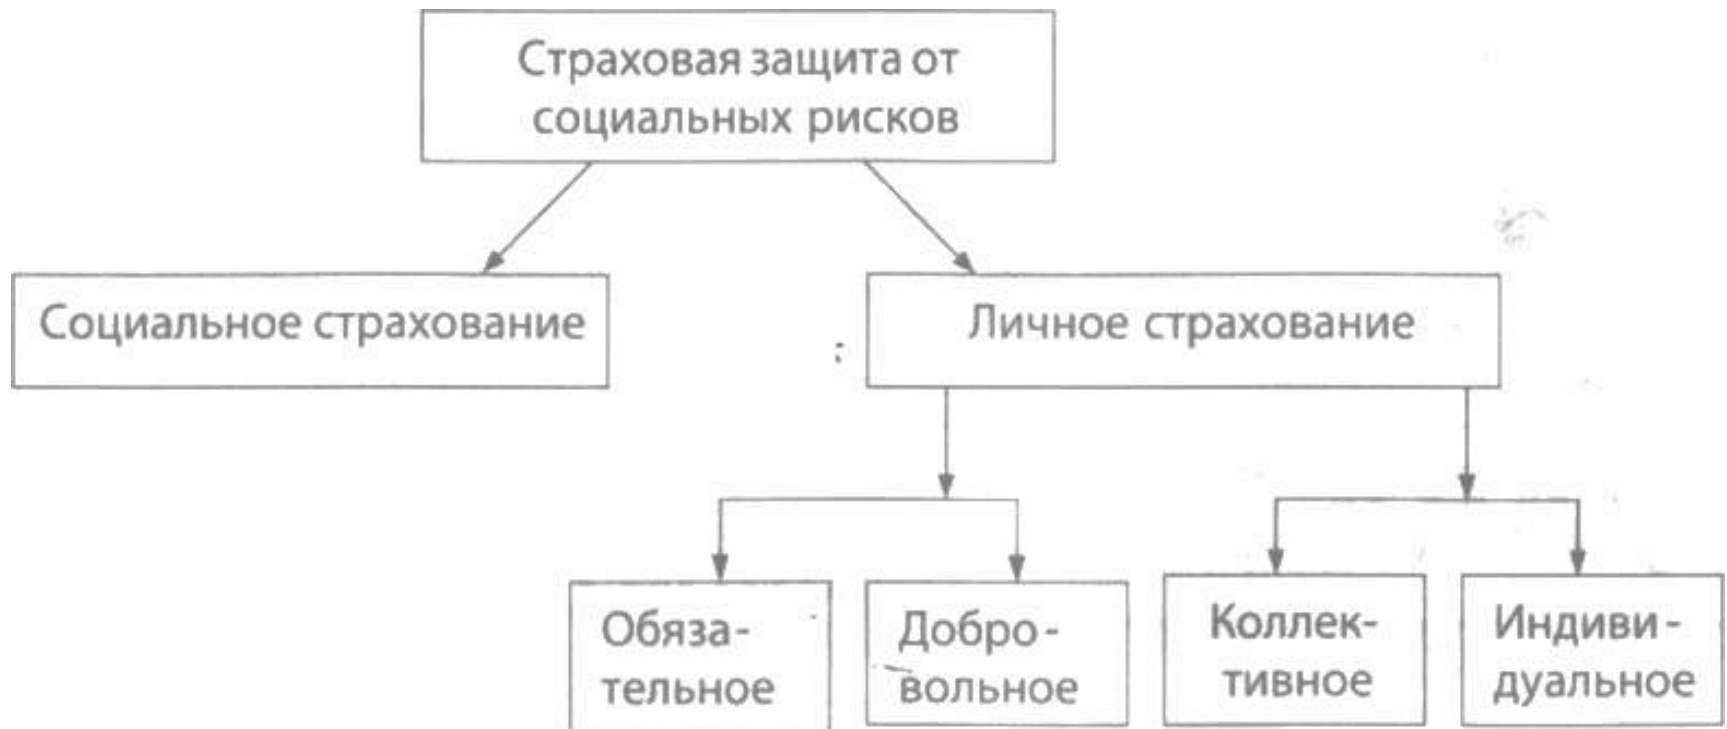 Страховая защита от
социальных рисков
Социальное страхование
Личное страхование
Обяза-
тельное
Добро-
вольное
Коллек-
тивное
Индиви-
дуальное